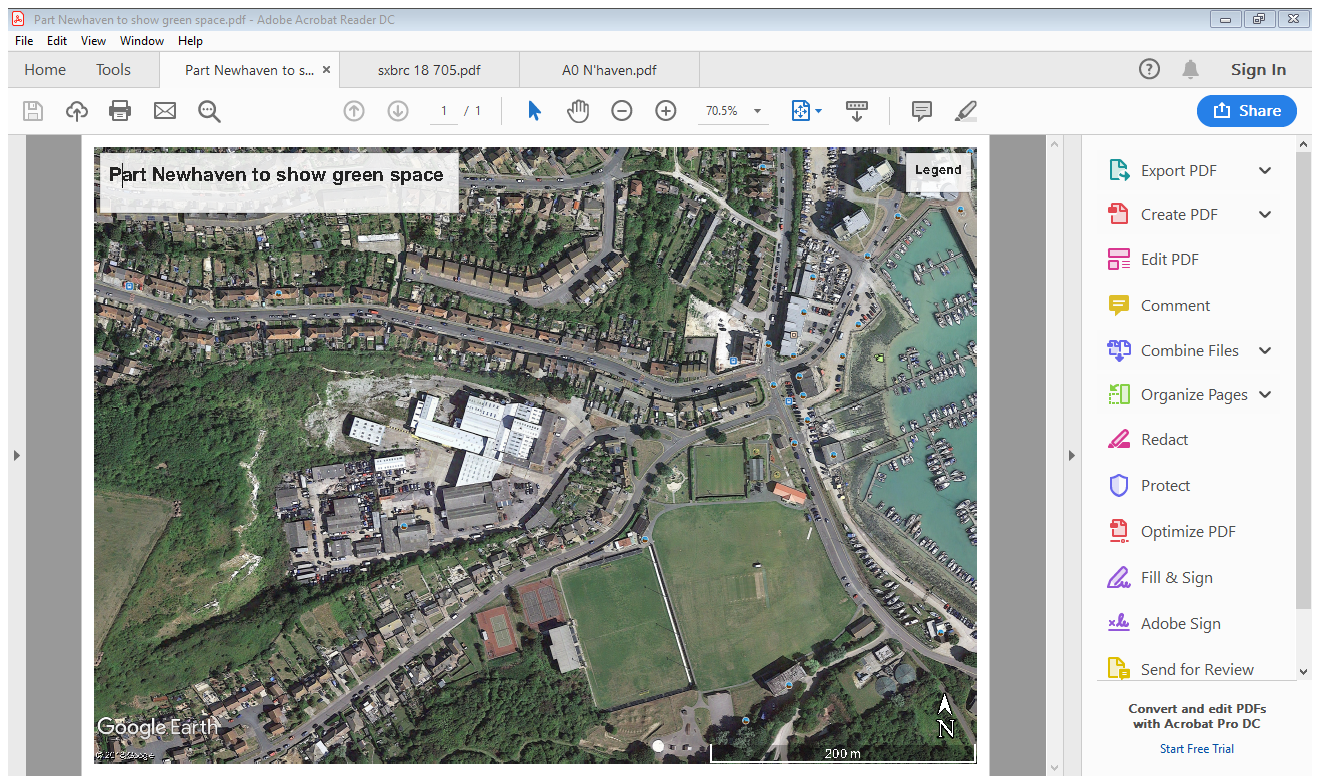 Part Newhaven to show green space.pdf - Adobe Acrobat Reader DC
File Edit View Window Help
Home Tools Part Newhaven to s... × sxbrc 18 705.pdf A0 N'haven.pdf ? Sign In
1 / 1 70.5% Share
Part Newhaven to show green space
Legend
Google Earth
200 m
N
Export PDF
Create PDF
Edit PDF
Comment
Combine Files
Organize Pages
Redact
Protect
Optimize PDF
Fill & Sign
Adobe Sign
Send for Review
Convert and edit PDFs
with Acrobat Pro DC
Start Free Trial